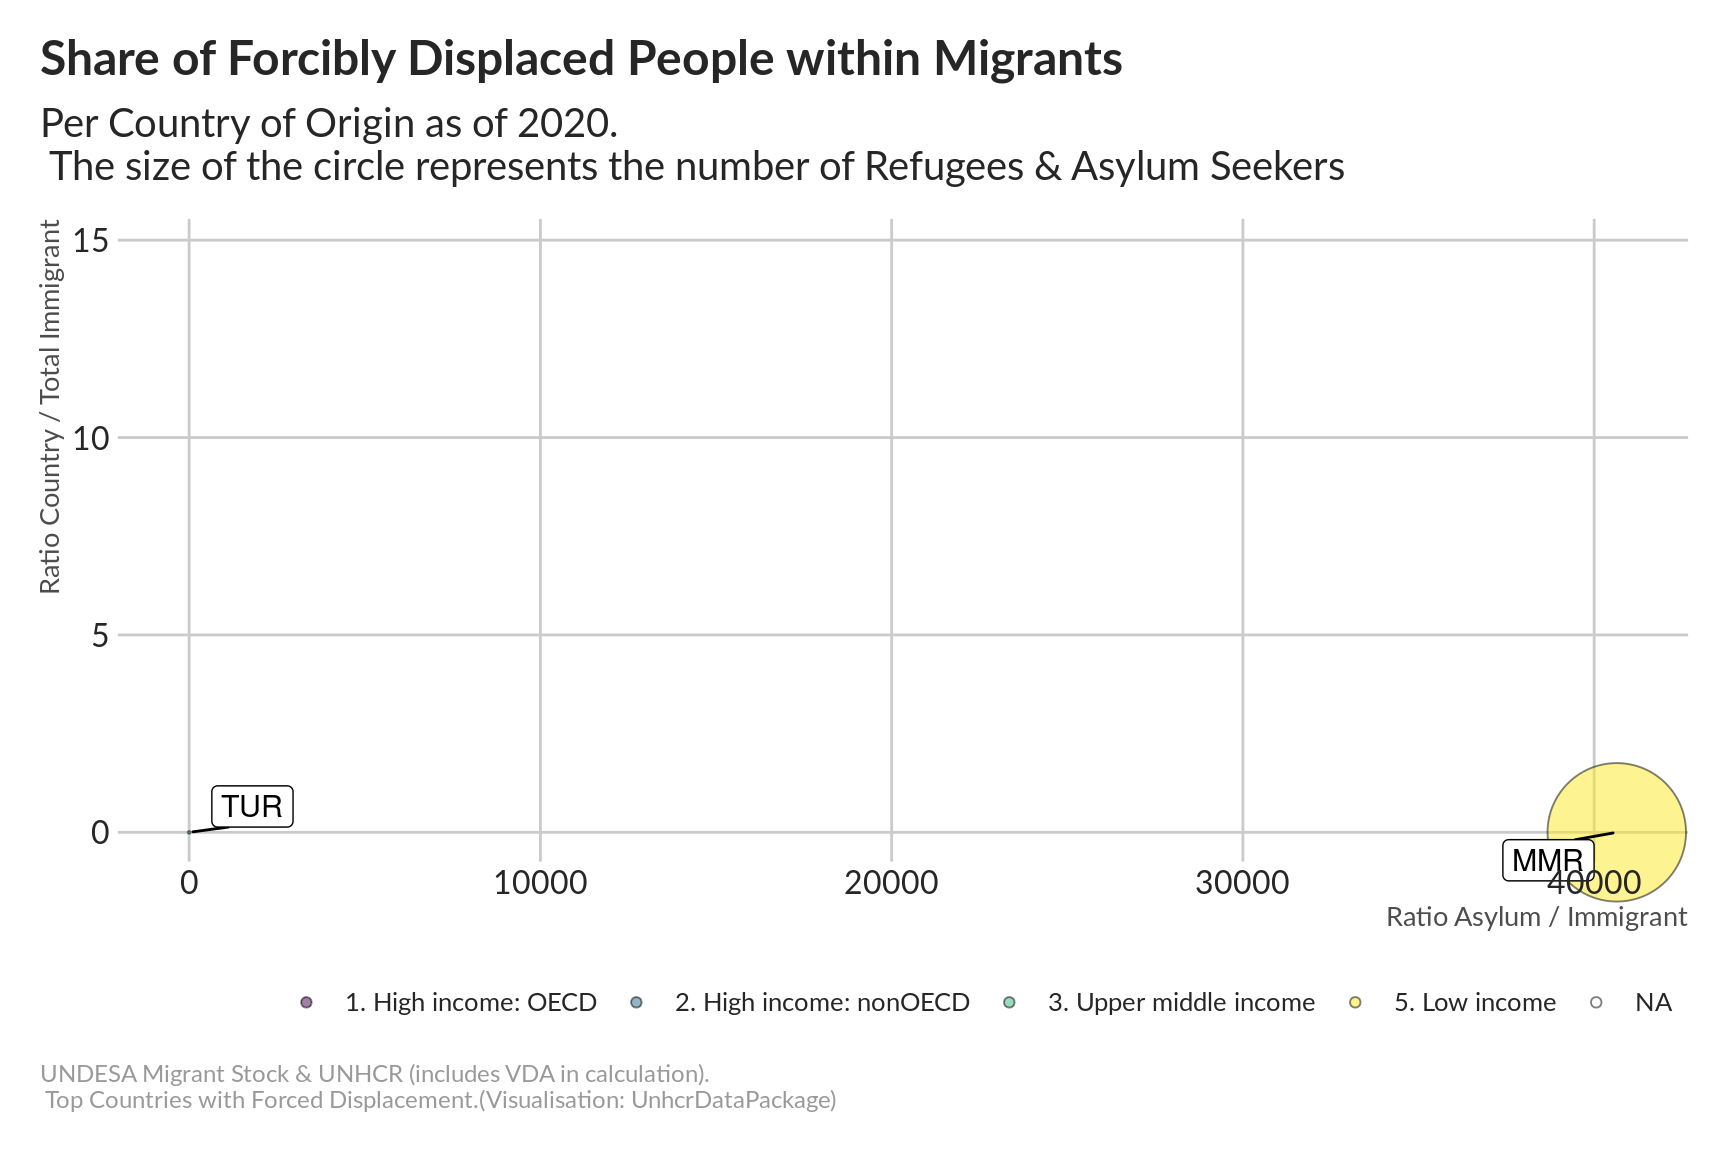 Share of Forcibly Displaced People within Migrants
Per Country of Origin as of 2020.
The size of the circle represents the number of Refugees & Asylum Seekers
Ratio Country / Total Immigrant
15
10
5
0
TUR
MMR
0
10000
20000
30000
40000
Ratio Asylum / Immigrant
1. High income: OECD
2. High income: nonOECD
3. Upper middle income
5. Low income
NA
UNDESA Migrant Stock & UNHCR (includes VDA in calculation).
Top Countries with Forced Displacement.(Visualisation: UnhcrDataPackage)